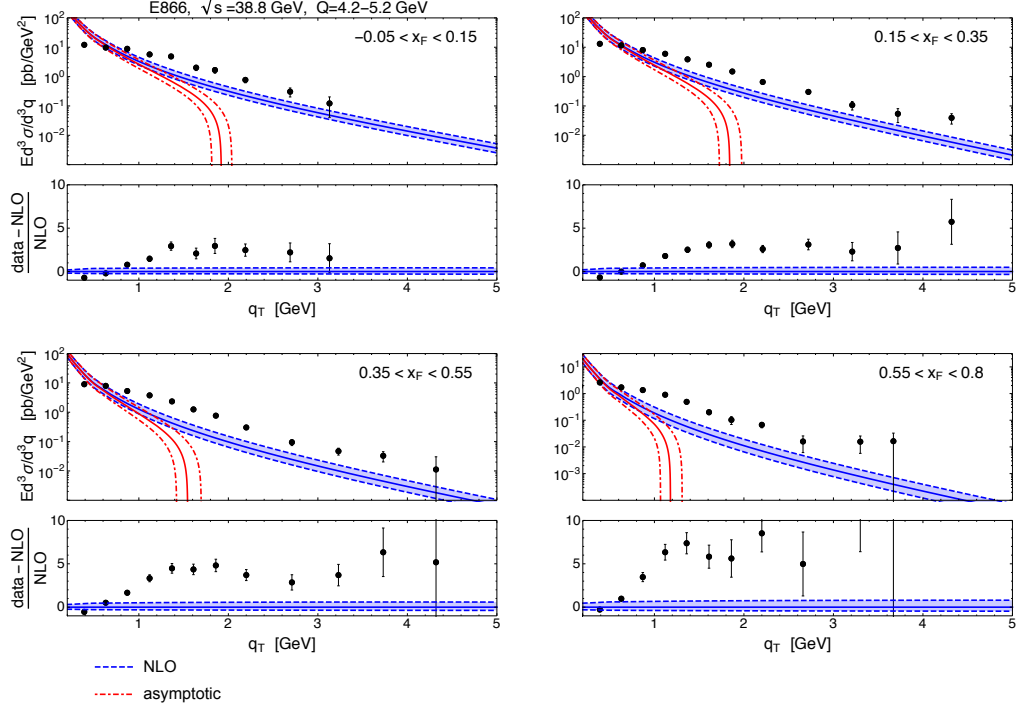 E866, √s =38.8 GeV, Q=4.2−5.2 GeV
Ed³σ/d³q [pb/GeV²]
10² 10¹ 10⁰ 10⁻¹ 10⁻²
−0.05 < x_F < 0.15
10² 10¹ 10⁰ 10⁻¹ 10⁻²
0.15 < x_F < 0.35
data−NLO
NLO
10 5 0
1 2 3 4 5
q_T [GeV]
10 5 0
1 2 3 4 5
q_T [GeV]
Ed³σ/d³q [pb/GeV²]
10² 10¹ 10⁰ 10⁻¹ 10⁻²
0.35 < x_F < 0.55
10¹ 10⁰ 10⁻¹ 10⁻² 10⁻³
0.55 < x_F < 0.8
data−NLO
NLO
10 5 0
1 2 3 4 5
q_T [GeV]
10 5 0
1 2 3 4 5
q_T [GeV]
NLO
asymptotic